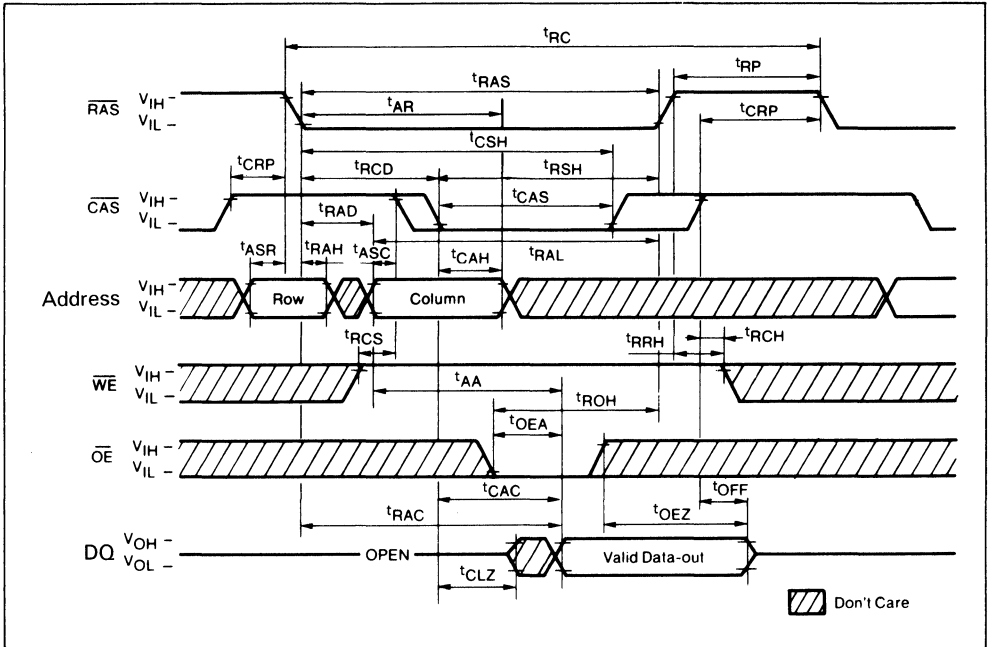 tRC
tRAS
tRP
RAS VIH –
VIL –
tAR
tCRP
tCSH
tCRP
tRCD
tRSH
CAS VIH –
VIL –
tRAD
tCAS
tASR
tRAH
tASC
tCAH
tRAL
Address VIH –
VIL –
Row
Column
tRCS
tRRH
tRCH
WE VIH –
VIL –
tAA
tROH
tOEA
OE VIH –
VIL –
tCAC
tOFF
tRAC
tOEZ
DQ VOH –
VOL –
OPEN
Valid Data-out
tCLZ
Don't Care